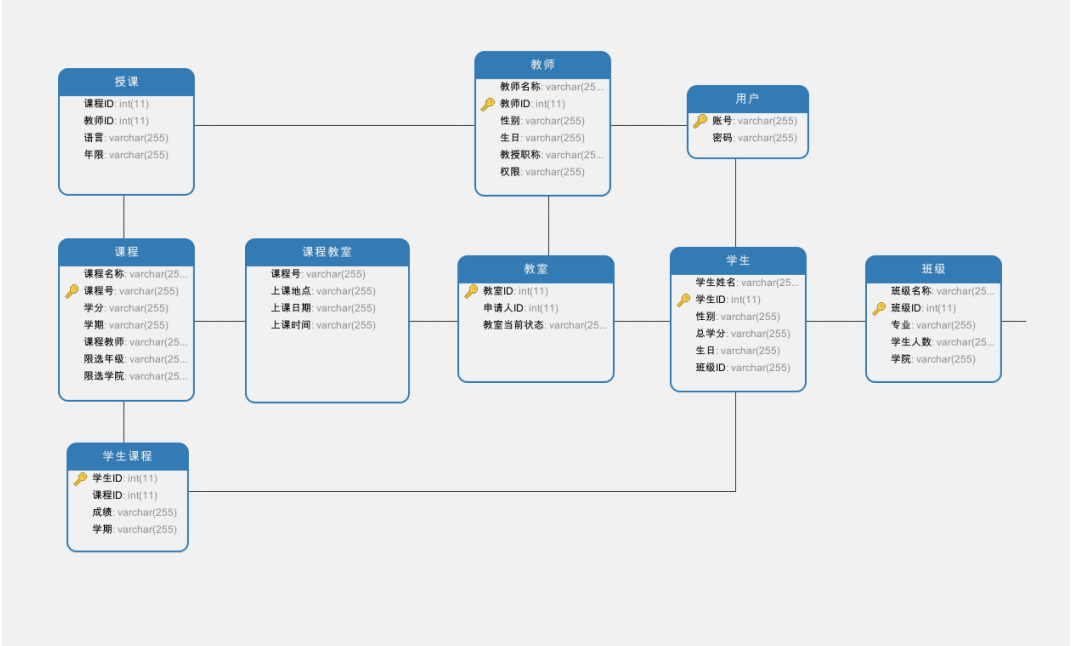 授课
课程ID: int(11)
教师ID: int(11)
语言: varchar(255)
年限: varchar(255)
教师
教师名称: varchar(25...
教师ID: int(11)
性别: varchar(255)
生日: varchar(255)
教授职称: varchar(25...
权限: varchar(255)
用户
账号: varchar(255)
密码: varchar(255)
课程
课程名称: varchar(25...
课程号: varchar(255)
学分: varchar(255)
学期: varchar(255)
课程教师: varchar(25...
限选年级: varchar(25...
限选学院: varchar(25...
课程教室
课程号: varchar(255)
上课地点: varchar(255)
上课日期: varchar(255)
上课时间: varchar(255)
教室
教室ID: int(11)
申请人ID: int(11)
教室当前状态: varchar(25...
学生
学生姓名: varchar(25...
学生ID: int(11)
性别: varchar(255)
总学分: varchar(255)
生日: varchar(255)
班级ID: varchar(255)
班级
班级名称: varchar(25...
班级ID: int(11)
专业: varchar(255)
学生人数: varchar(25...
学院: varchar(255)
学生课程
学生ID: int(11)
课程ID: int(11)
成绩: varchar(255)
学期: varchar(255)